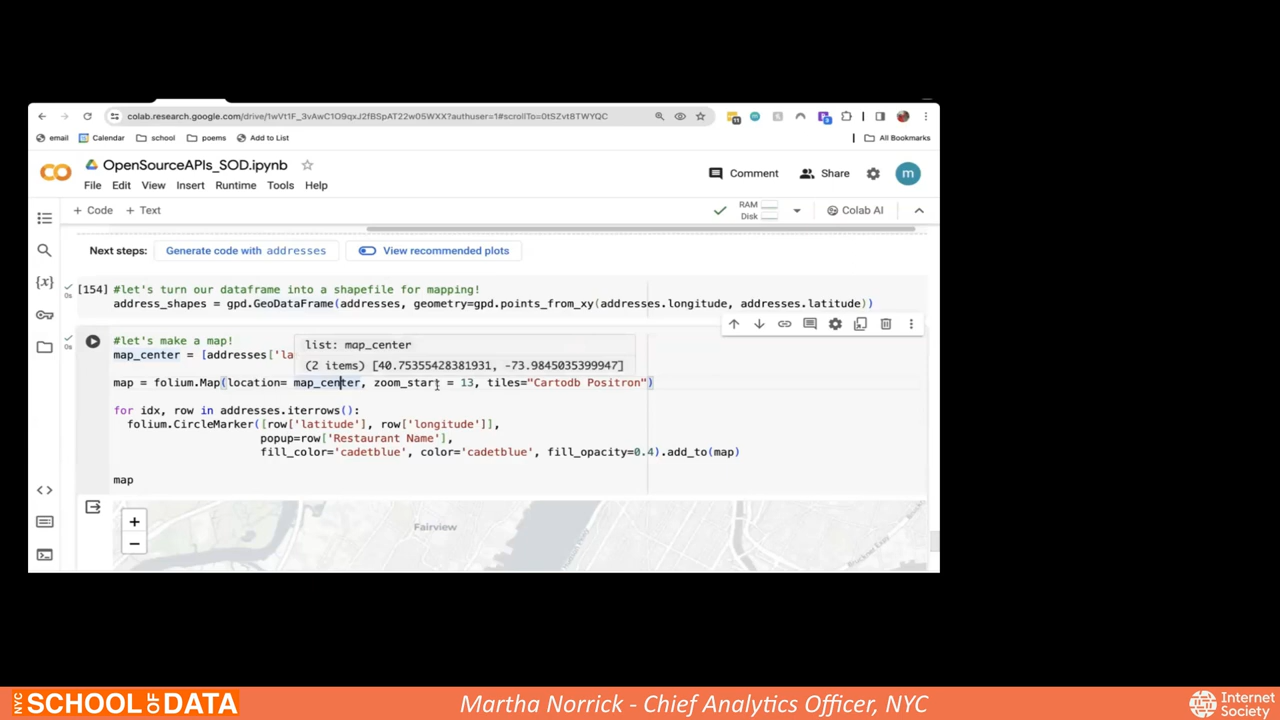 colab.research.google.com/drive/1wVt1F_3vAwC1O9qxJ2fBSpAT22w05WXX?authuser=1#scrollTo=0tSZvt8TWYQC
email Calendar school poems Add to List All Bookmarks
OpenSourceAPIs_SOD.ipynb
Comment Share m
File Edit View Insert Runtime Tools Help
+ Code + Text RAM Disk Colab AI
Next steps: Generate code with addresses View recommended plots
[154] #let's turn our dataframe into a shapefile for mapping!
0s address_shapes = gpd.GeoDataFrame(addresses, geometry=gpd.points_from_xy(addresses.longitude, addresses.latitude))
#let's make a map!
0s map_center = [addresses['la
list: map_center
(2 items) [40.75355428381931, -73.9845035399947]
map = folium.Map(location= map_center, zoom_start = 13, tiles="Cartodb Positron")
for idx, row in addresses.iterrows():
folium.CircleMarker([row['latitude'], row['longitude']],
popup=row['Restaurant Name'],
fill_color='cadetblue', color='cadetblue', fill_opacity=0.4).add_to(map)
map
+
−
Fairview
NYC SCHOOL OF DATA
Martha Norrick - Chief Analytics Officer, NYC
Internet
Society